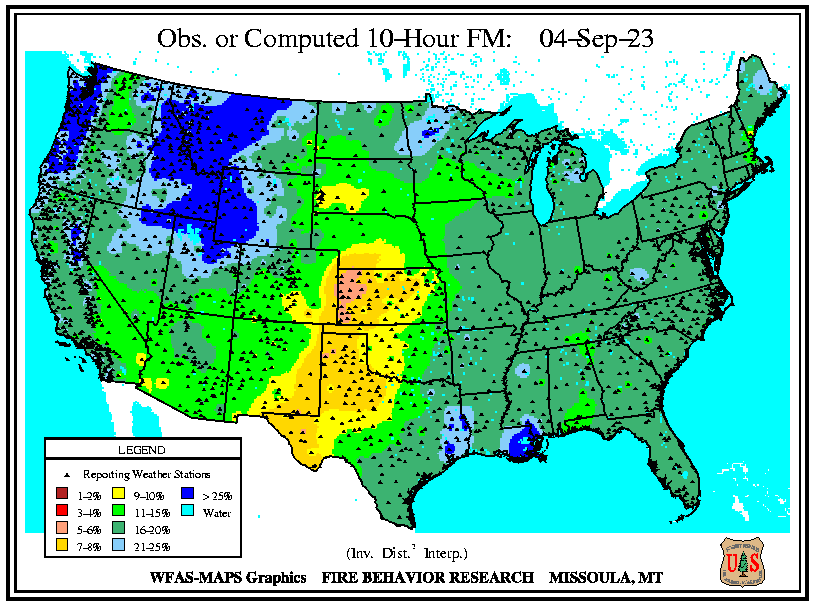 Obs. or Computed 10-Hour FM: 04-Sep-23
LEGEND
Reporting Weather Stations
1-2% 9-10% > 25%
3-4% 11-15% Water
5-6% 16-20%
7-8% 21-25%
(Inv. Dist.² Interp.)
WFAS-MAPS Graphics FIRE BEHAVIOR RESEARCH MISSOULA, MT
U S